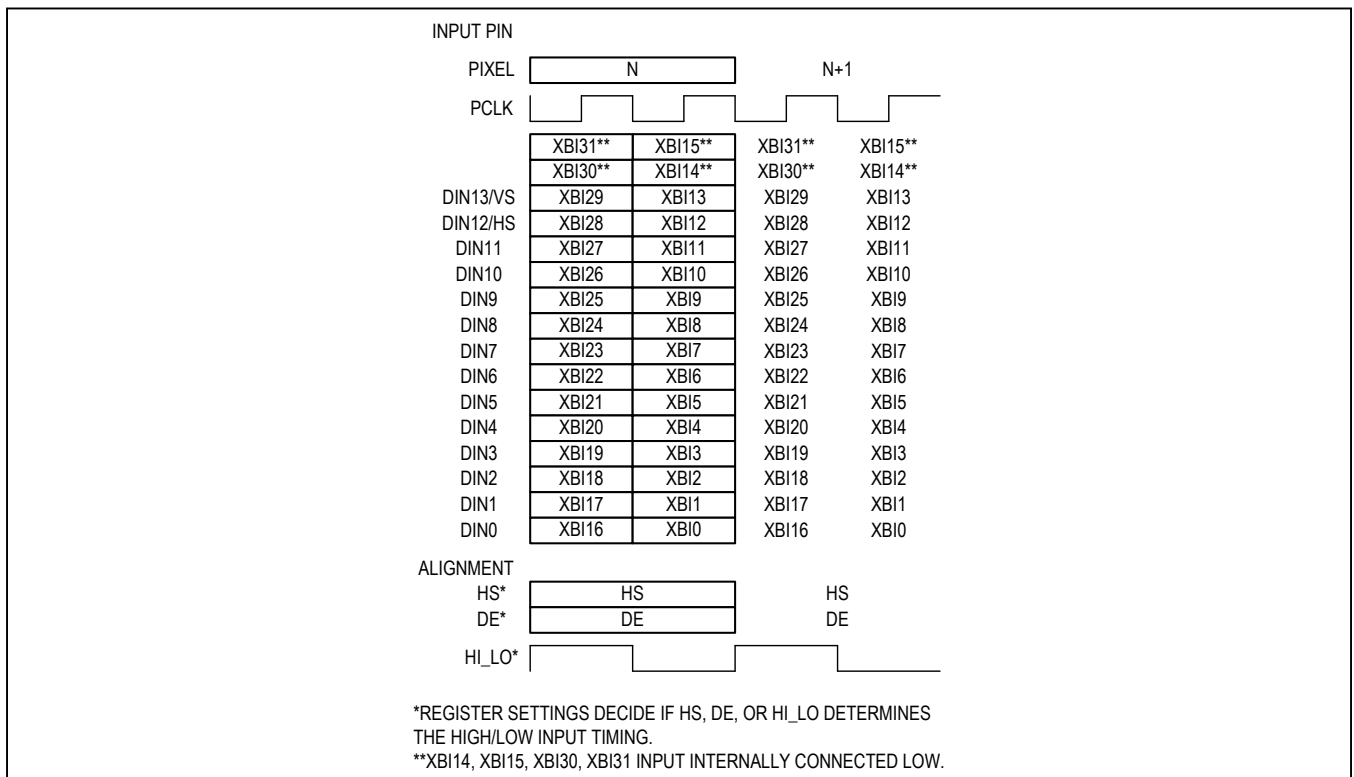 INPUT PIN
PIXEL N N+1
PCLK
XBI31** XBI15** XBI31** XBI15**
XBI30** XBI14** XBI30** XBI14**
DIN13/VS XBI29 XBI13 XBI29 XBI13
DIN12/HS XBI28 XBI12 XBI28 XBI12
DIN11 XBI27 XBI11 XBI27 XBI11
DIN10 XBI26 XBI10 XBI26 XBI10
DIN9 XBI25 XBI9 XBI25 XBI9
DIN8 XBI24 XBI8 XBI24 XBI8
DIN7 XBI23 XBI7 XBI23 XBI7
DIN6 XBI22 XBI6 XBI22 XBI6
DIN5 XBI21 XBI5 XBI21 XBI5
DIN4 XBI20 XBI4 XBI20 XBI4
DIN3 XBI19 XBI3 XBI19 XBI3
DIN2 XBI18 XBI2 XBI18 XBI2
DIN1 XBI17 XBI1 XBI17 XBI1
DIN0 XBI16 XBI0 XBI16 XBI0
ALIGNMENT
HS* HS HS
DE* DE DE
HI_LO*
*REGISTER SETTINGS DECIDE IF HS, DE, OR HI_LO DETERMINES
THE HIGH/LOW INPUT TIMING.
**XBI14, XBI15, XBI30, XBI31 INPUT INTERNALLY CONNECTED LOW.